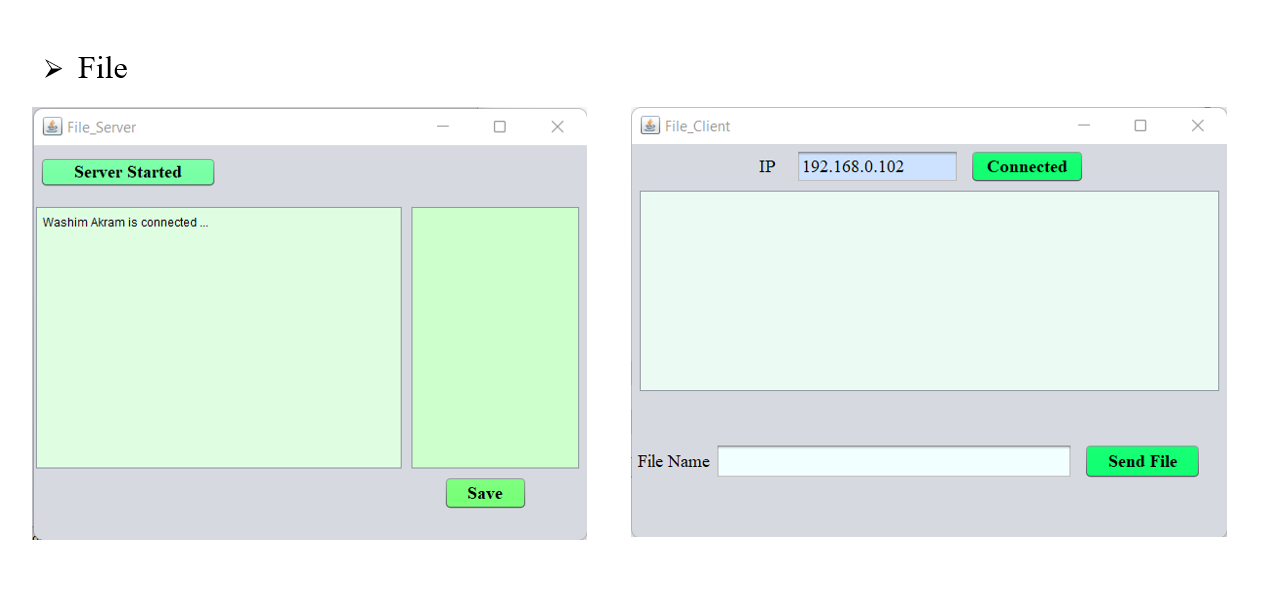 ➢ File
File_Server
Server Started
Washim Akram is connected ...
Save
File_Client
IP 192.168.0.102 Connected
File Name Send File